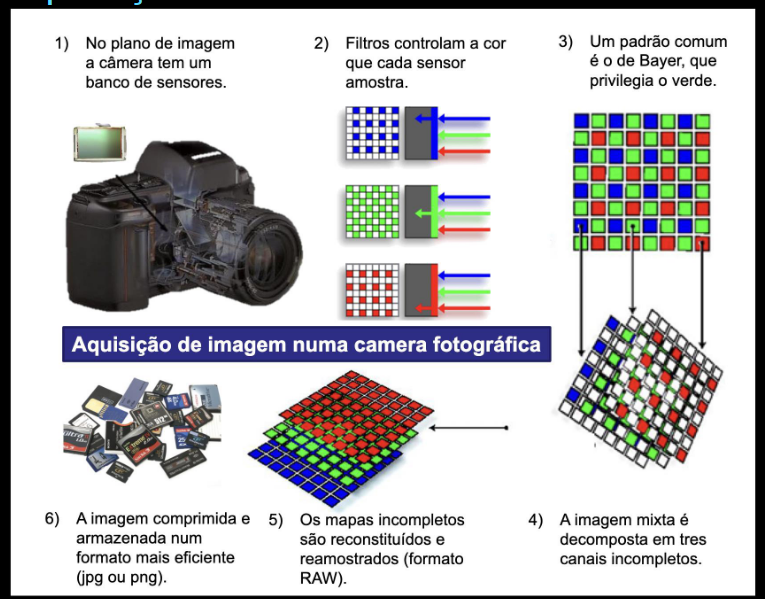 1) No plano de imagem
a câmera tem um
banco de sensores.
2) Filtros controlam a cor
que cada sensor
amostra.
3) Um padrão comum
é o de Bayer, que
privilegia o verde.
Aquisição de imagem numa camera fotográfica
6) A imagem comprimida e
armazenada num
formato mais eficiente
(jpg ou png).
5) Os mapas incompletos
são reconstituídos e
reamostrados (formato
RAW).
4) A imagem mixta é
decomposta em tres
canais incompletos.